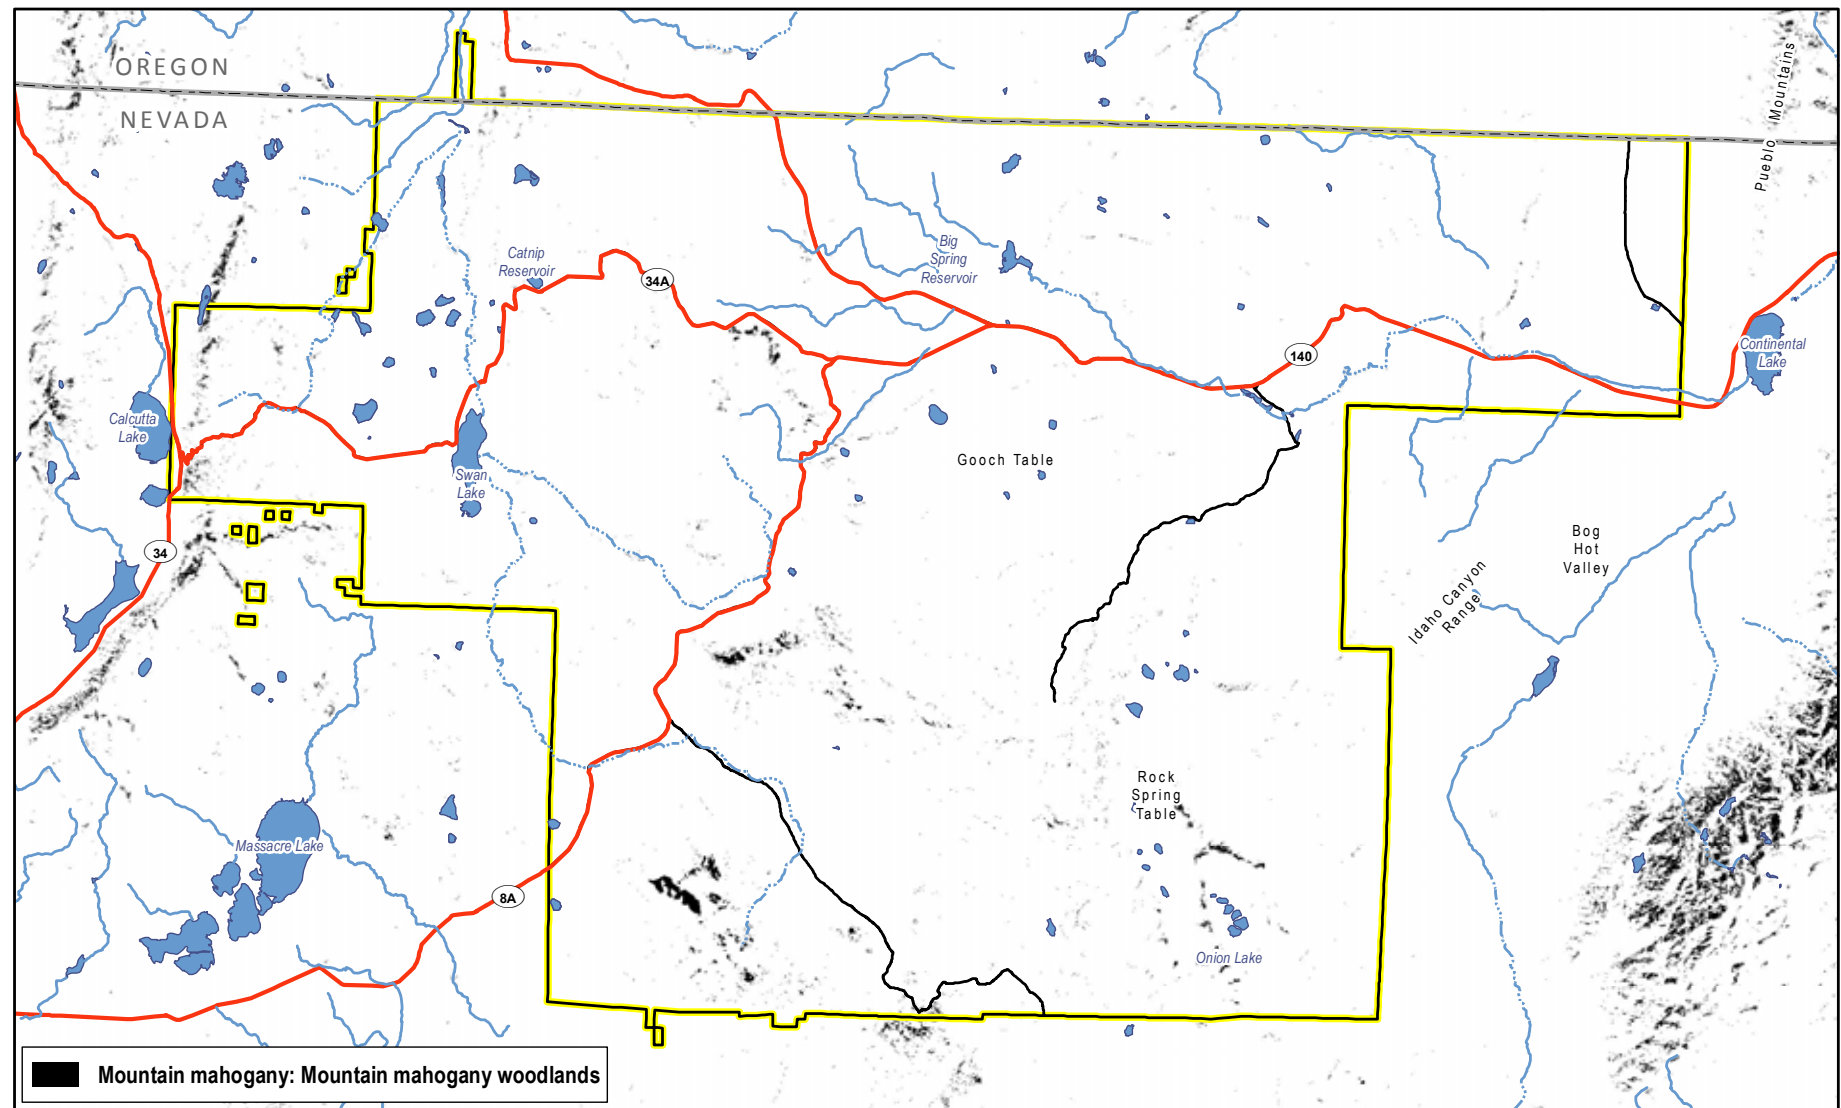 OREGON
NEVADA
Pueblo Mountains
Catnip
Reservoir
34A
Big
Spring
Reservoir
140
Continental
Lake
Calcutta
Lake
Swan
Lake
Gooch Table
34
Bog
Hot
Valley
Idaho Canyon
Range
Rock
Spring
Table
Massacre Lake
8A
Onion Lake
Mountain mahogany: Mountain mahogany woodlands